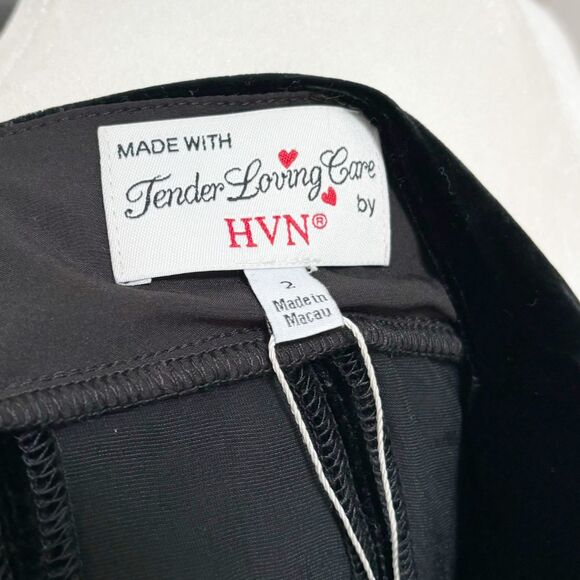 MADE WITH
Tender Loving Care
by
HVN®
2
Made in
Macau